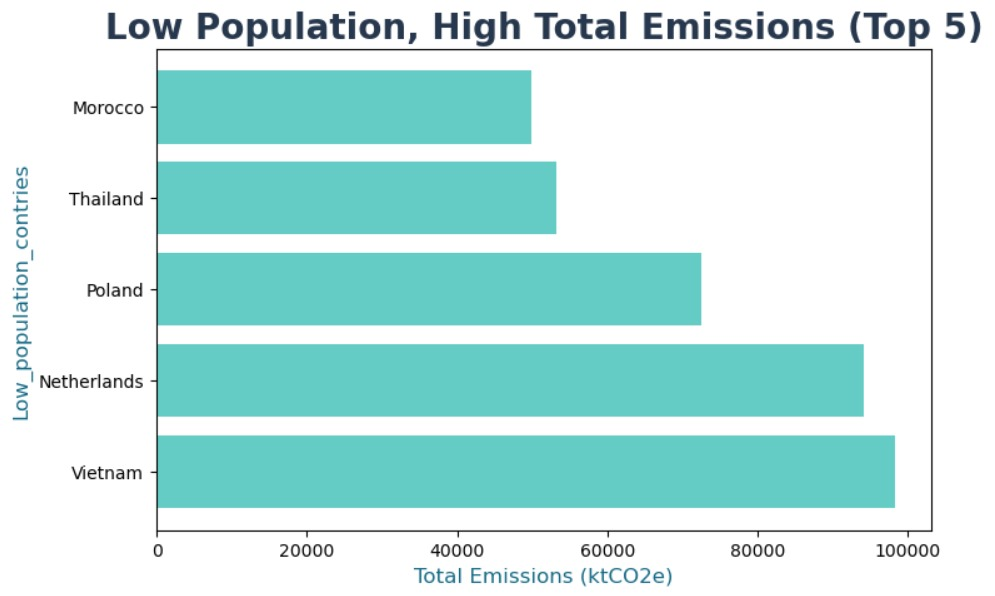 Low Population, High Total Emissions (Top 5)
Low_population_contries
Morocco
Thailand
Poland
Netherlands
Vietnam
0 20000 40000 60000 80000 100000
Total Emissions (ktCO2e)